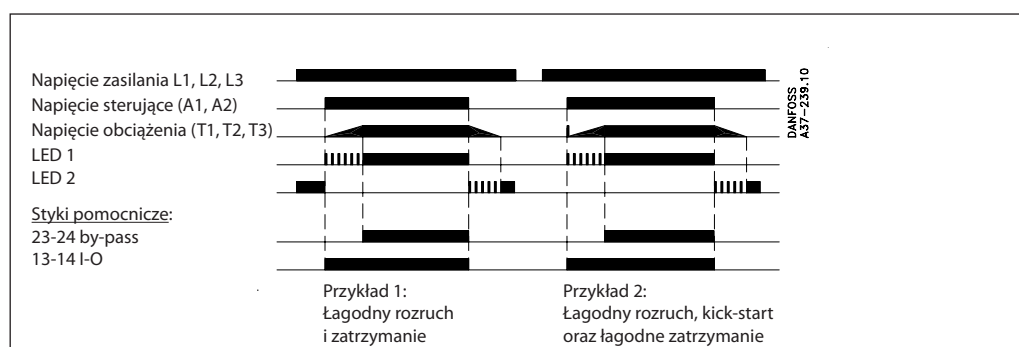 Napięcie zasilania L1, L2, L3
Napięcie sterujące (A1, A2)
Napięcie obciążenia (T1, T2, T3)
LED 1
LED 2
Styki pomocnicze:
23-24 by-pass
13-14 I-O
DANFOSS
A37-239.10
Przykład 1:
Łagodny rozruch
i zatrzymanie
Przykład 2:
Łagodny rozruch, kick-start
oraz łagodne zatrzymanie